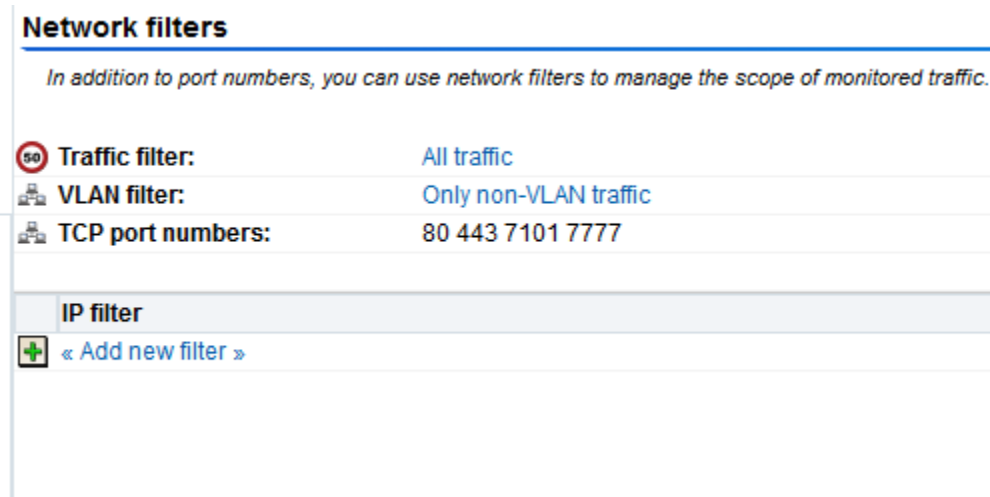 Network filters
In addition to port numbers, you can use network filters to manage the scope of monitored traffic.
50 Traffic filter: All traffic
VLAN filter: Only non-VLAN traffic
TCP port numbers: 80 443 7101 7777
IP filter
« Add new filter »